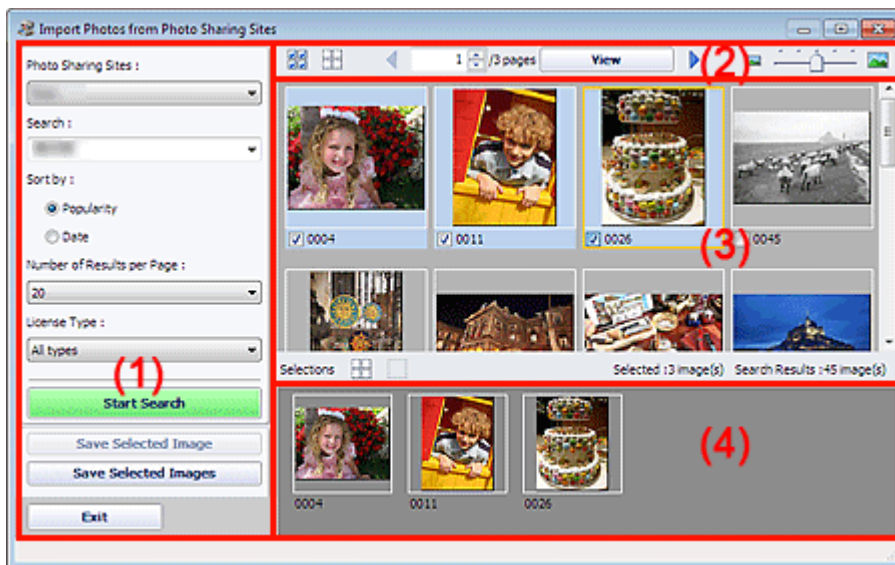 Import Photos from Photo Sharing Sites
Photo Sharing Sites :
Search :
Sort by :
Popularity
Date
Number of Results per Page :
20
License Type :
All types
(1)
Start Search
Save Selected Image
Save Selected Images
Exit
1 /3 pages View (2)
0004 0011 0026 0045
(3)
Selections Selected :3 image(s) Search Results :45 image(s)
(4)
0004 0011 0026